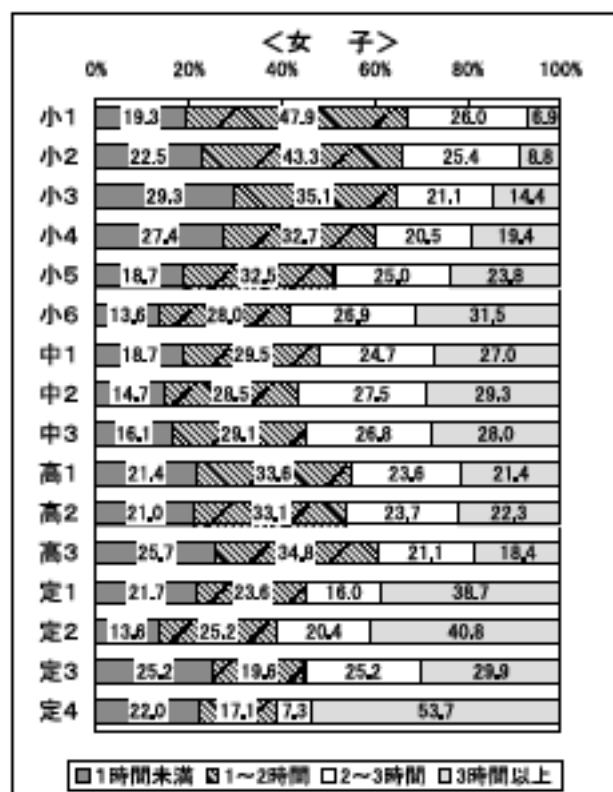 ＜女　子＞
0% 20% 40% 60% 80% 100%
小1 19.3 47.9 26.0 6.9
小2 22.5 43.3 25.4 8.8
小3 29.3 35.1 21.1 14.4
小4 27.4 32.7 20.5 19.4
小5 18.7 32.5 25.0 23.8
小6 13.6 28.0 26.9 31.5
中1 18.7 29.5 24.7 27.0
中2 14.7 28.5 27.5 29.3
中3 16.1 29.1 26.8 28.0
高1 21.4 33.6 23.6 21.4
高2 21.0 33.1 23.7 22.3
高3 25.7 34.8 21.1 18.4
定1 21.7 23.6 16.0 38.7
定2 13.6 25.2 20.4 40.8
定3 25.2 19.6 25.2 29.9
定4 22.0 17.1 7.3 53.7
1時間未満 1～2時間 2～3時間 3時間以上